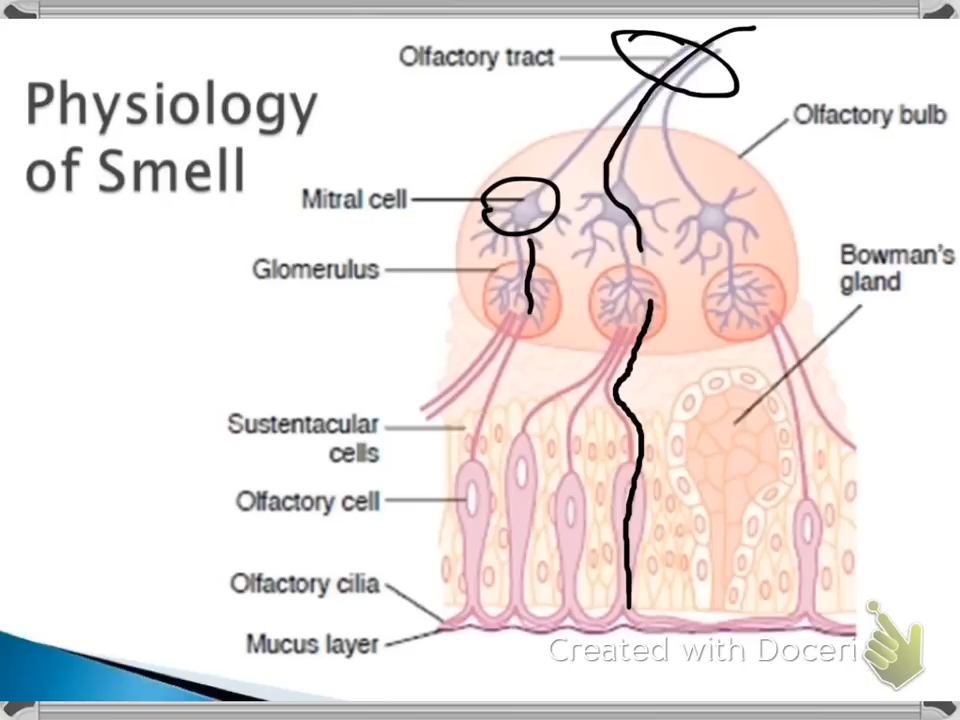 Physiology
of Smell
Olfactory tract
Olfactory bulb
Mitral cell
Glomerulus
Bowman's
gland
Sustentacular
cells
Olfactory cell
Olfactory cilia
Mucus layer
Created with Doceri